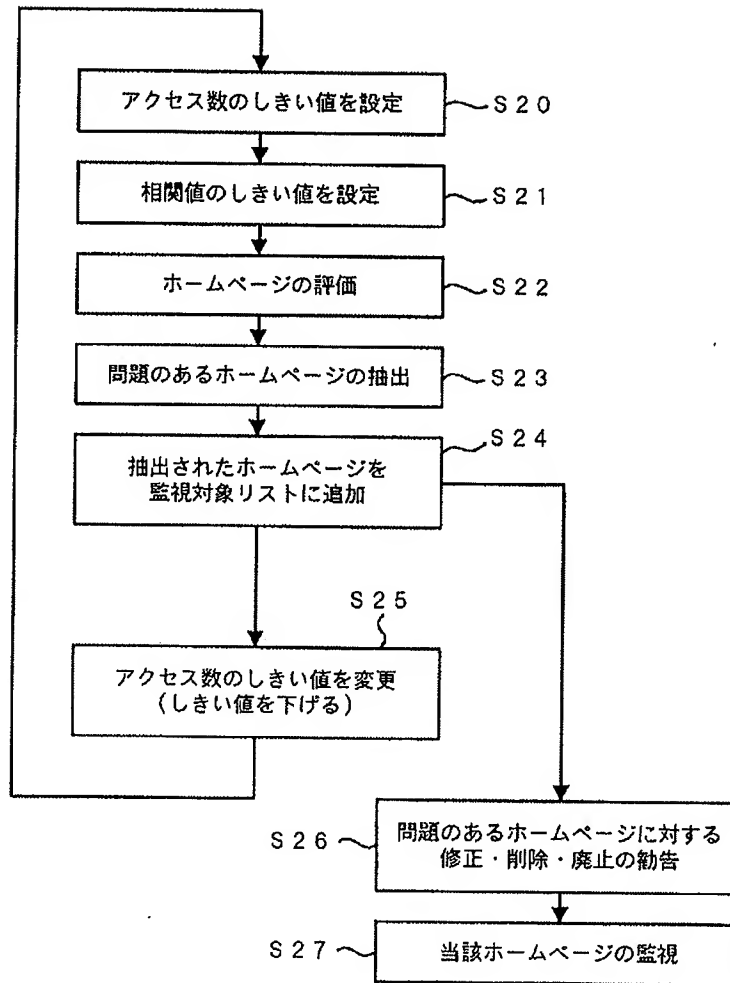 アクセス数のしきい値を設定
S20
相関値のしきい値を設定
S21
ホームページの評価
S22
問題のあるホームページの抽出
S23
抽出されたホームページを
監視対象リストに追加
S24
S25
アクセス数のしきい値を変更
(しきい値を下げる)
S26
問題のあるホームページに対する
修正・削除・廃止の勧告
S27
当該ホームページの監視